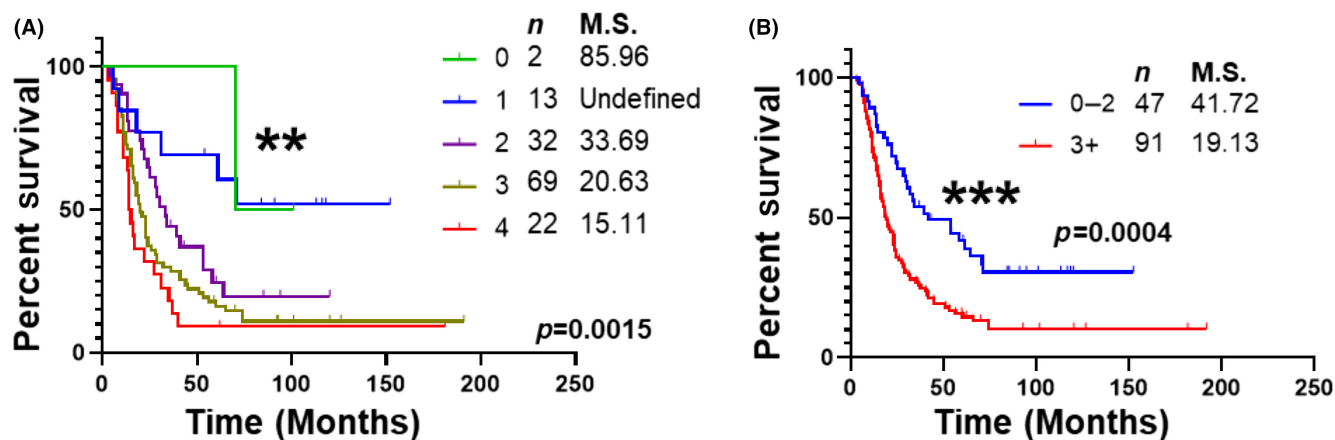 (A)
n M.S.
0 2 85.96
1 13 Undefined
2 32 33.69
3 69 20.63
4 22 15.11
**
p=0.0015
Percent survival
100
50
0
0 50 100 150 200 250
Time (Months)
(B)
n M.S.
0–2 47 41.72
3+ 91 19.13
***
p=0.0004
Percent survival
100
50
0
0 50 100 150 200 250
Time (Months)